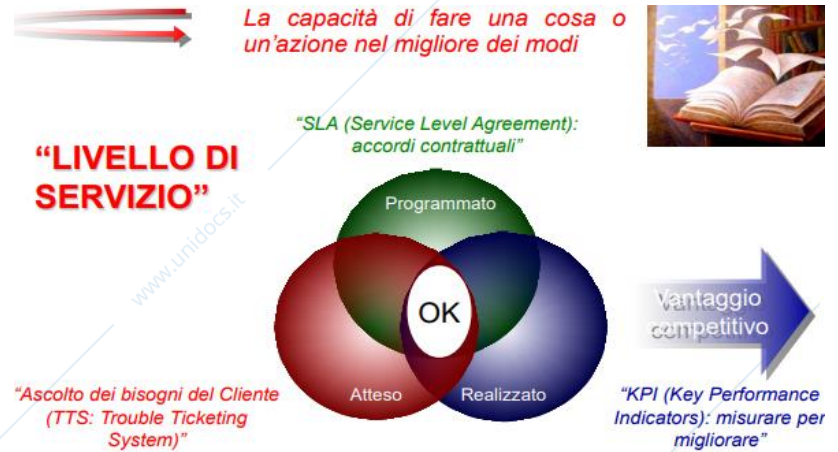 La capacità di fare una cosa o
un'azione nel migliore dei modi
“SLA (Service Level Agreement):
accordi contrattuali”
“LIVELLO DI
SERVIZIO”
Programmato
OK
Vantaggio
competitivo
Atteso
Realizzato
“Ascolto dei bisogni del Cliente
(TTS: Trouble Ticketing
System)”
“KPI (Key Performance
Indicators): misurare per
migliorare”
www.unidocs.it